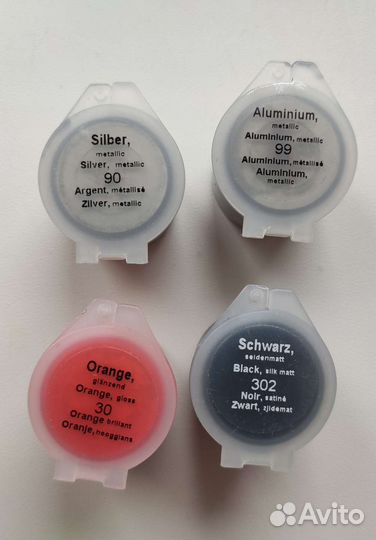 Silber,
metallic
Silver, metallic
90
Argent, métallisé
Zilver, metallic
Aluminium,
metallic
Aluminium, metallic
99
Aluminium, métallisé
Aluminium,
metallic
Orange,
glänzend
Orange, gloss
30
Orange brillant
Oranje, hoogglans
Schwarz,
seidenmatt
Black, silk matt
302
Noir, satiné
Zwart, zijdemat
Avito